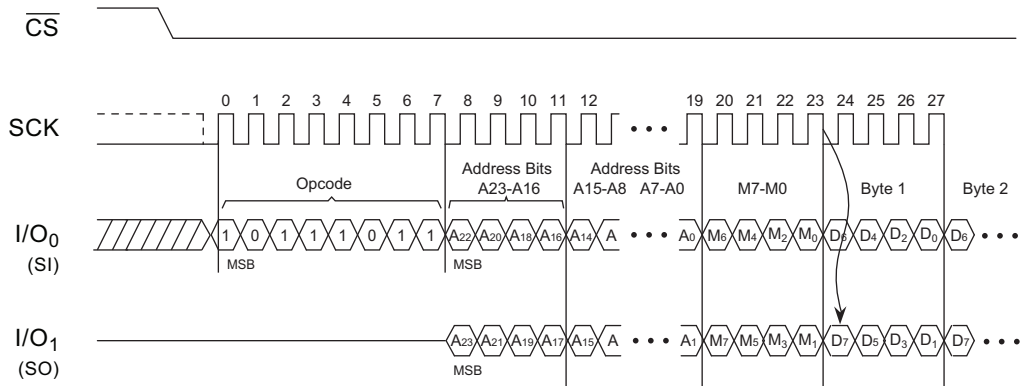 CS
0 1 2 3 4 5 6 7 8 9 10 11 12 19 20 21 22 23 24 25 26 27
SCK
Opcode
Address Bits
A23-A16
Address Bits
A15-A8 A7-A0
M7-M0
Byte 1
Byte 2
I/O0
(SI)
1 0 1 1 1 0 1 1 A22 A20 A18 A16 A14 A A0 M6 M4 M2 M0 D6 D4 D2 D0 D6
MSB MSB
I/O1
(SO)
A23 A21 A19 A17 A15 A A1 M7 M5 M3 M1 D7 D5 D3 D1 D7
MSB